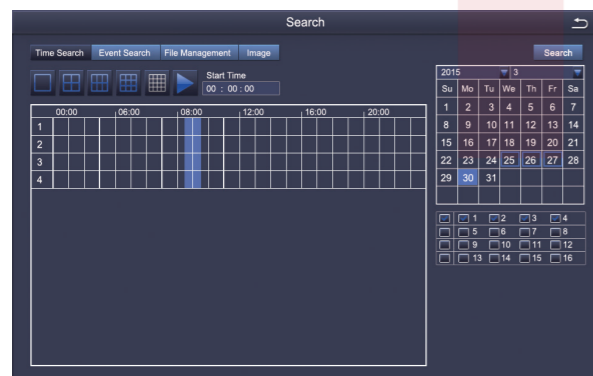 Search
Time Search Event Search File Management Image Search
Start Time
00 : 00 : 00
2015 3
Su Mo Tu We Th Fr Sa
1 2 3 4 5 6 7
8 9 10 11 12 13 14
15 16 17 18 19 20 21
22 23 24 25 26 27 28
29 30 31
00:00 06:00 08:00 12:00 16:00 20:00
1
2
3
4
1 2 3 4
5 6 7 8
9 10 11 12
13 14 15 16